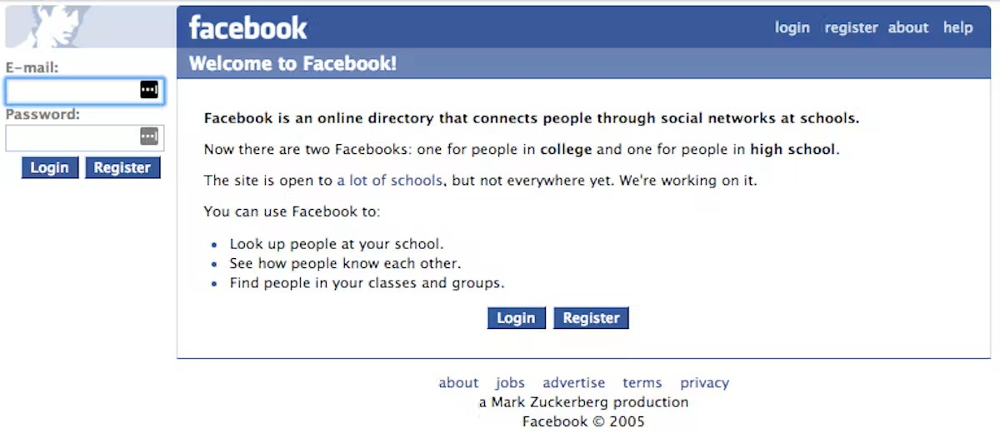 facebook
login register about help
Welcome to Facebook!
E-mail:
Password:
Login Register
Facebook is an online directory that connects people through social networks at schools.
Now there are two Facebooks: one for people in college and one for people in high school.
The site is open to a lot of schools, but not everywhere yet. We're working on it.
You can use Facebook to:
• Look up people at your school.
• See how people know each other.
• Find people in your classes and groups.
Login Register
about jobs advertise terms privacy
a Mark Zuckerberg production
Facebook © 2005